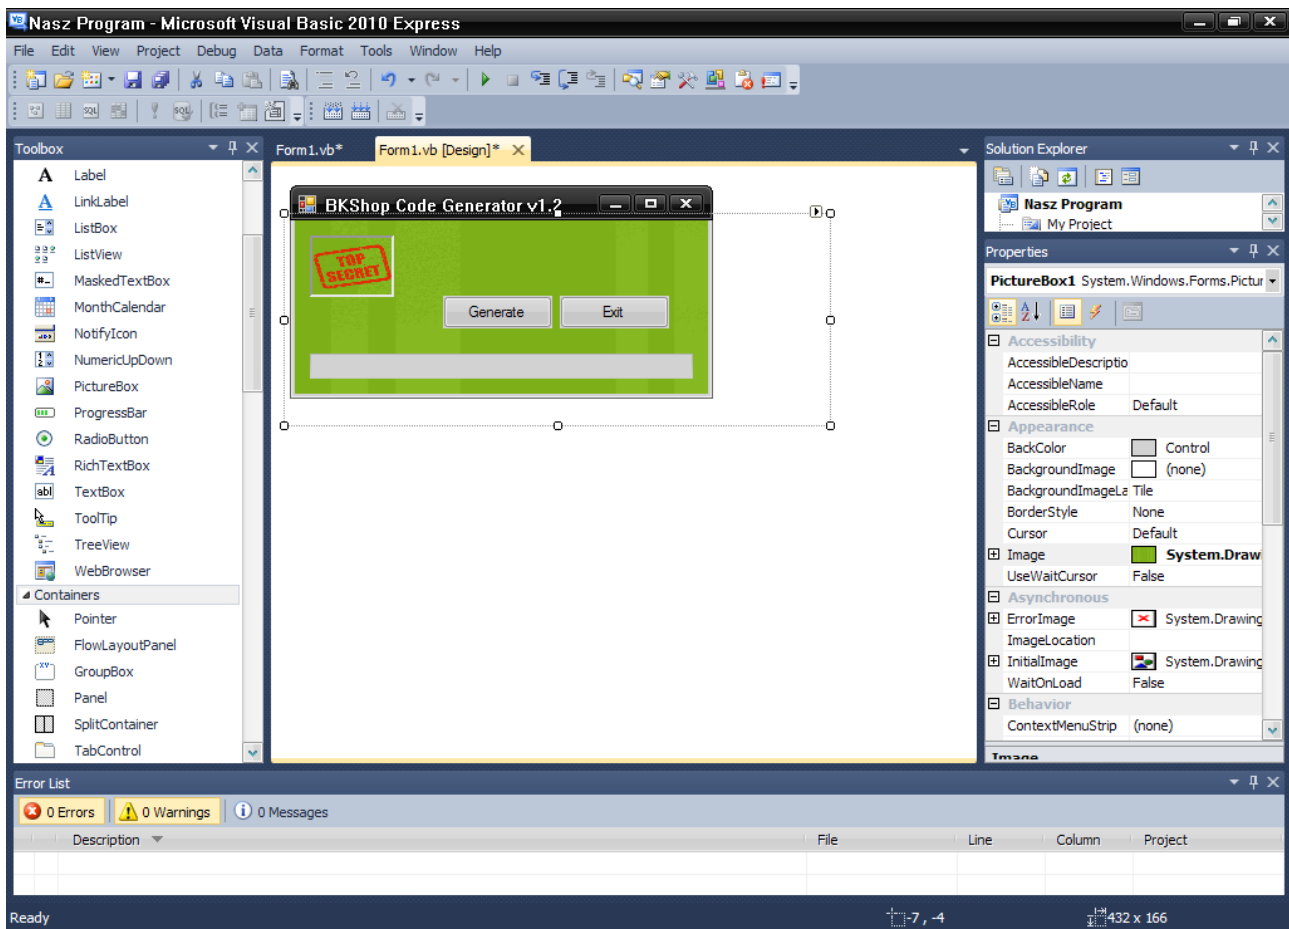 Nasz Program - Microsoft Visual Basic 2010 Express
File Edit View Project Debug Data Format Tools Window Help
Toolbox
Label
LinkLabel
ListBox
ListView
MaskedTextBox
MonthCalendar
NotifyIcon
NumericUpDown
PictureBox
ProgressBar
RadioButton
RichTextBox
TextBox
ToolTip
TreeView
WebBrowser
Containers
Pointer
FlowLayoutPanel
GroupBox
Panel
SplitContainer
TabControl
Form1.vb* Form1.vb [Design]*
BKShop Code Generator v1.2
TOP
SECRET
Generate Exit
Solution Explorer
Nasz Program
My Project
Properties
PictureBox1 System.Windows.Forms.Pictur
Accessibility
AccessibleDescriptio
AccessibleName
AccessibleRole Default
Appearance
BackColor Control
BackgroundImage (none)
BackgroundImageLa Tile
BorderStyle None
Cursor Default
Image System.Draw
UseWaitCursor False
Asynchronous
ErrorImage System.Drawing
ImageLocation
InitialImage System.Drawing
WaitOnLoad False
Behavior
ContextMenuStrip (none)
Image
Error List
0 Errors 0 Warnings 0 Messages
Description File Line Column Project
Ready -7 , -4 432 x 166